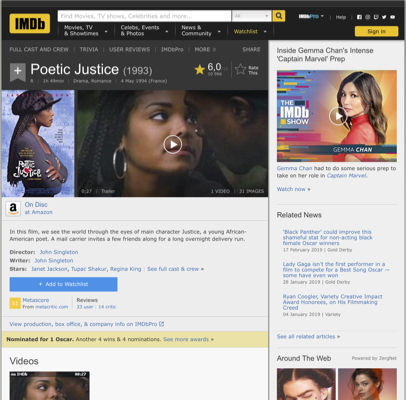 IMDb
Find Movies, TV shows, Celebrities and more...
All
IMDbPro
Help
Movies, TV
& Showtimes
Celebs, Events
& Photos
News &
Community
Watchlist
Sign in
FULL CAST AND CREW
TRIVIA
USER REVIEWS
IMDbPro
MORE
SHARE
Poetic Justice (1993)
6,0
Rate
This
1h 49min
Drama, Romance
4 May 1994 (France)
Poetic
Justice
0:27
Trailer
1 VIDEO
31 IMAGES
On Disc
at Amazon
In this film, we see the world through the eyes of main character Justice, a young African-
American poet. A mail carrier invites a few friends along for a long overnight delivery run.
Director: John Singleton
Writer: John Singleton
Stars: Janet Jackson, Tupac Shakur, Regina King
See full cast & crew »
+ Add to Watchlist
Metascore
From metacritic.com
Reviews
33 user
14 critic
View production, box office, & company info on IMDbPro
Nominated for 1 Oscar. Another 4 wins & 4 nominations. See more awards »
Videos
00:27
Inside Gemma Chan's Intense
'Captain Marvel' Prep
THE
IMDb
SHOW
GEMMA CHAN
Gemma Chan had to do some serious prep to
take on her role in Captain Marvel.
Watch now »
Related News
'Black Panther' could improve this
shameful stat for non-acting black
female Oscar winners
17 February 2019 | Gold Derby
Lady Gaga isn't the first performer in a
film to compete for a Best Song Oscar —
some have even won
28 January 2019 | Gold Derby
Ryan Coogler, Variety Creative Impact
Award Honorees, on His Filmmaking
Creed
04 January 2019 | Variety
See all related articles »
Around The Web
Powered by ZergNet